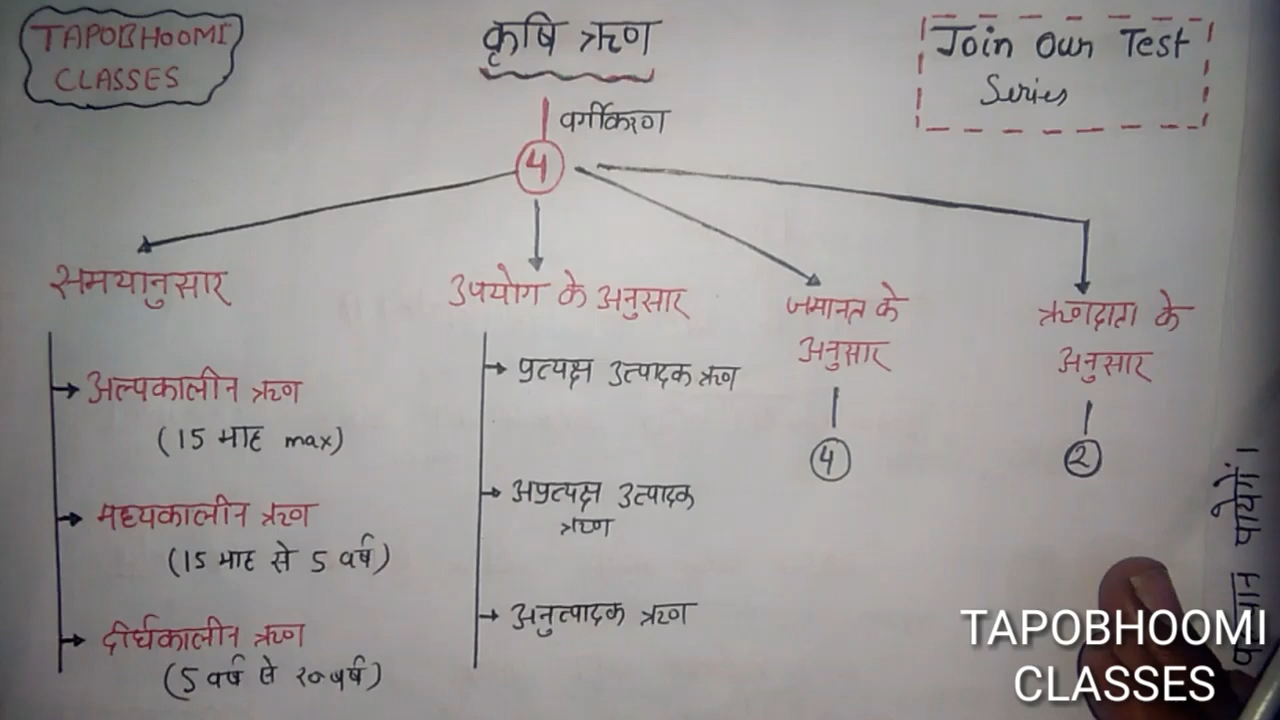 TAPOBHOOMI
CLASSES
कृषि ऋण
Join Our Test
Series
वर्गीकरण
4
समयानुसार
अल्पकालीन ऋण
(15 माह max)
मध्यकालीन ऋण
(15 माह से 5 वर्ष)
दीर्घकालीन ऋण
(5 वर्ष से २० वर्ष)
उपयोग के अनुसार
प्रत्यक्ष उत्पादक ऋण
अप्रत्यक्ष उत्पादक
ऋण
अनुत्पादक ऋण
जमानत के
अनुसार
4
ऋणदाता के
अनुसार
2
पायेगें।
TAPOBHOOMI
CLASSES